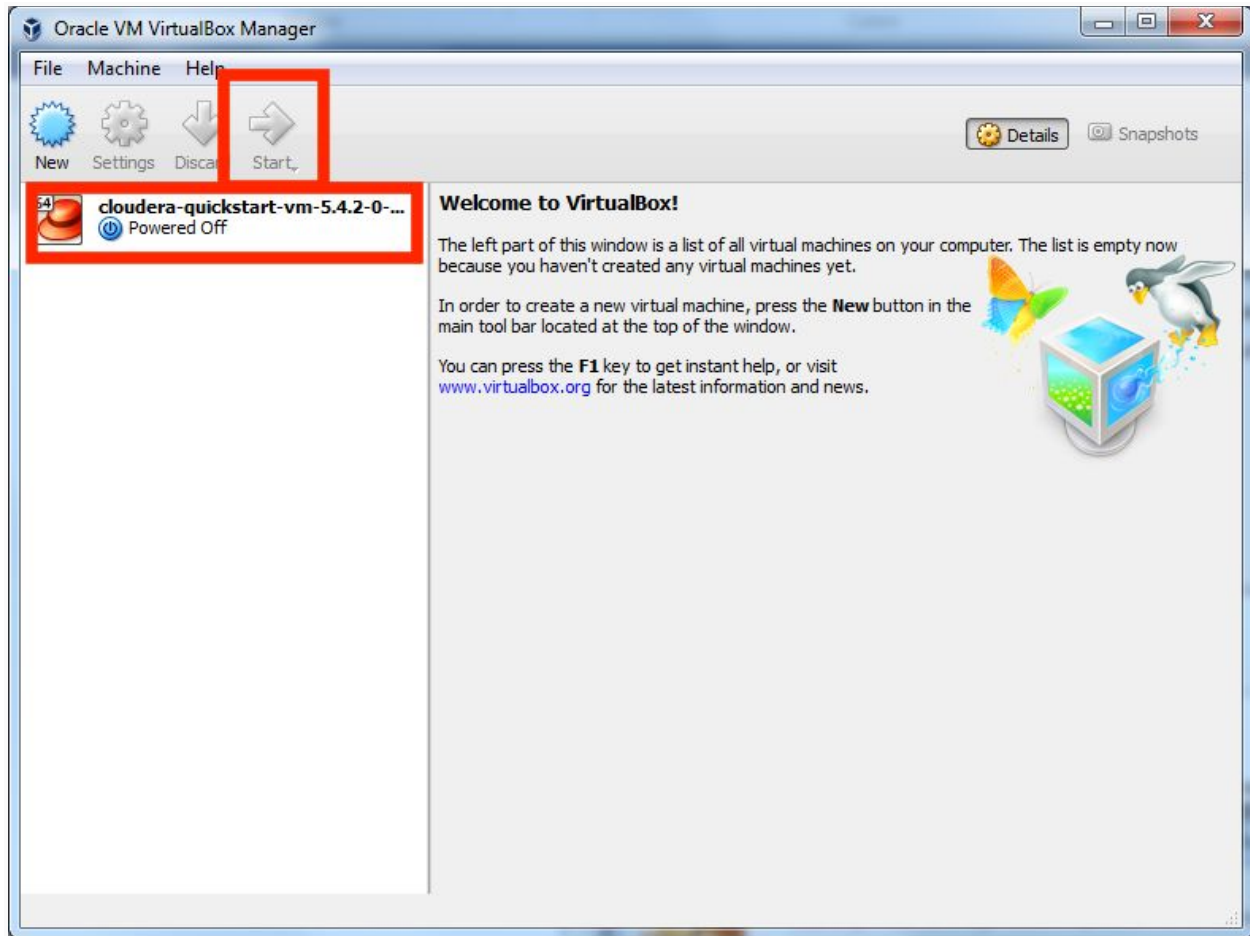 Oracle VM VirtualBox Manager
File Machine Help
New Settings Discar Start
Details Snapshots
64
cloudera-quickstart-vm-5.4.2-0-...
Powered Off
Welcome to VirtualBox!
The left part of this window is a list of all virtual machines on your computer. The list is empty now
because you haven't created any virtual machines yet.
In order to create a new virtual machine, press the New button in the
main tool bar located at the top of the window.
You can press the F1 key to get instant help, or visit
www.virtualbox.org for the latest information and news.